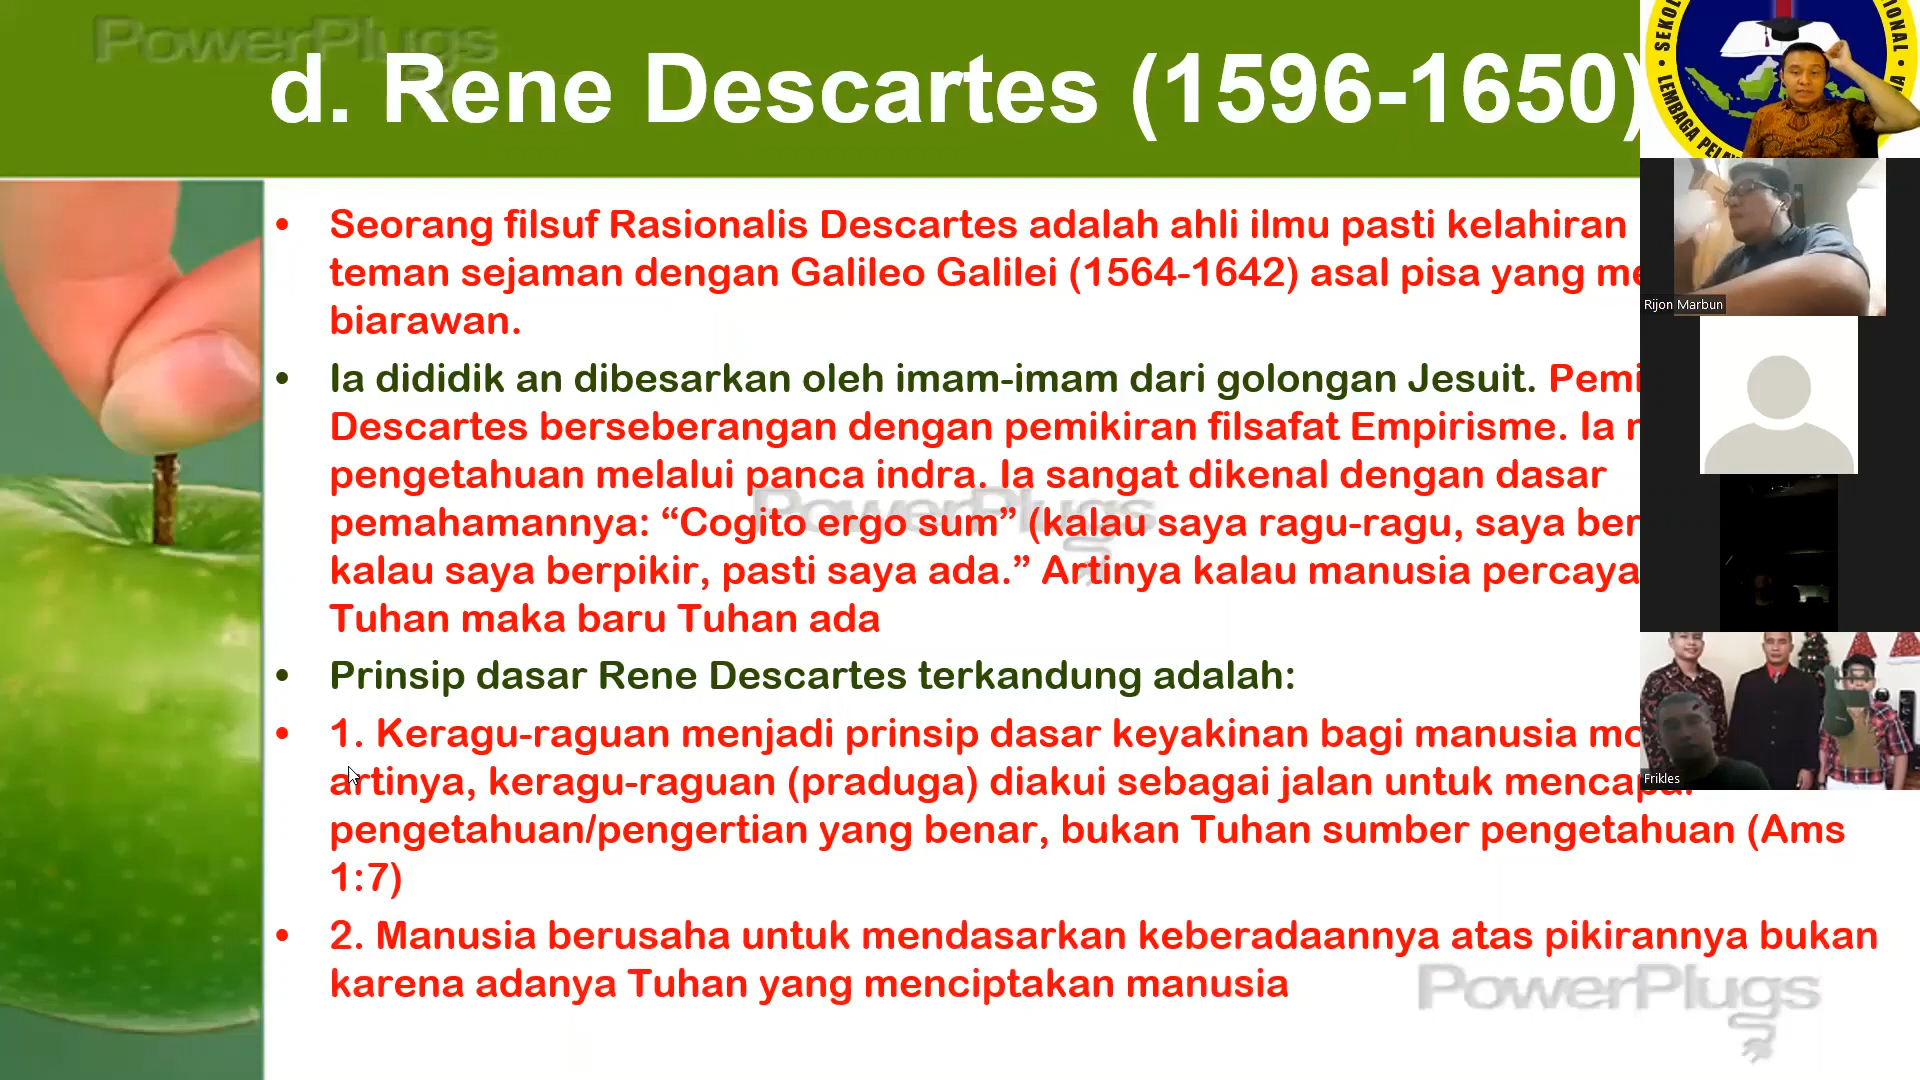 PowerPlugs
d. Rene Descartes (1596-1650)
• Seorang filsuf Rasionalis Descartes adalah ahli ilmu pasti kelahiran
teman sejaman dengan Galileo Galilei (1564-1642) asal pisa yang
biarawan.
• Ia dididik an dibesarkan oleh imam-imam dari golongan Jesuit.
Descartes berseberangan dengan pemikiran filsafat Empirisme. Ia
pengetahuan melalui panca indra. Ia sangat dikenal dengan dasar
PowerPlugs
pemahamannya: “Cogito ergo sum” (kalau saya ragu-ragu, saya
kalau saya berpikir, pasti saya ada.” Artinya kalau manusia percaya
Tuhan maka baru Tuhan ada
• Prinsip dasar Rene Descartes terkandung adalah:
• 1. Keragu-raguan menjadi prinsip dasar keyakinan bagi manusia
artinya, keragu-raguan (praduga) diakui sebagai jalan untuk
pengetahuan/pengertian yang benar, bukan Tuhan sumber pengetahuan (Ams
1:7)
• 2. Manusia berusaha untuk mendasarkan keberadaannya atas pikirannya bukan
karena adanya Tuhan yang menciptakan manusia
PowerPlugs
LEMBAGA
Rijon Marbun
Frikles